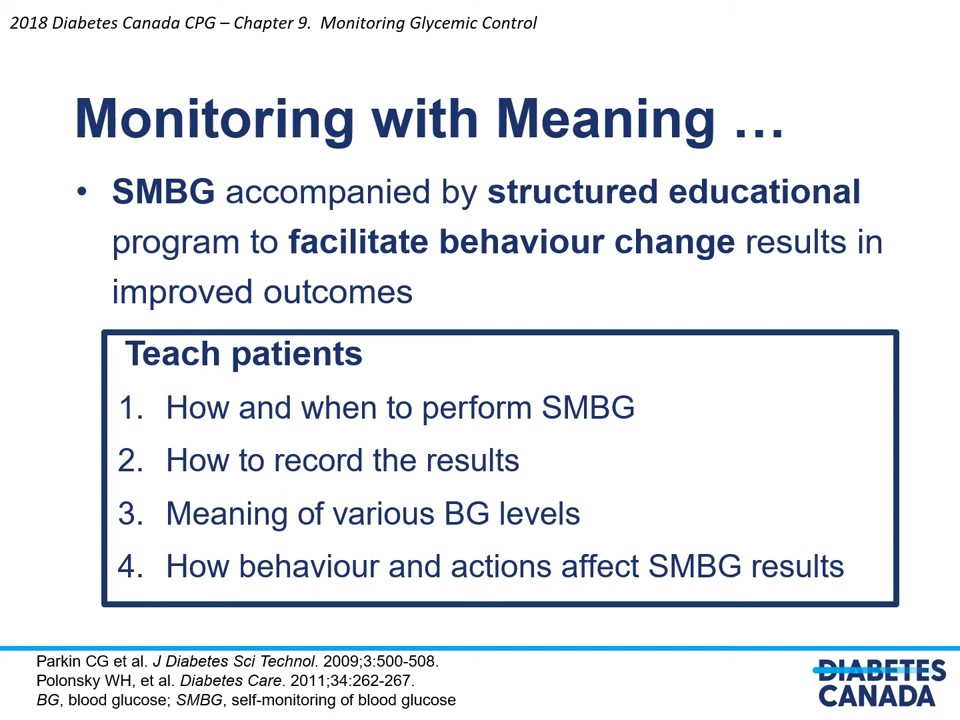 2018 Diabetes Canada CPG – Chapter 9.  Monitoring Glycemic Control
Monitoring with Meaning …
• SMBG accompanied by structured educational
program to facilitate behaviour change results in
improved outcomes
Teach patients
1. How and when to perform SMBG
2. How to record the results
3. Meaning of various BG levels
4. How behaviour and actions affect SMBG results
Parkin CG et al. J Diabetes Sci Technol. 2009;3:500-508.
Polonsky WH, et al. Diabetes Care. 2011;34:262-267.
BG, blood glucose; SMBG, self-monitoring of blood glucose
DIABETES
CANADA